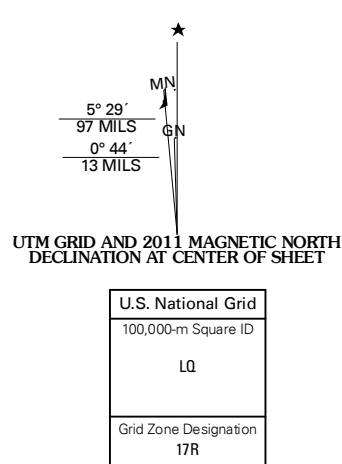 MN
5° 29´
97 MILS
GN
0° 44´
13 MILS
UTM GRID AND 2011 MAGNETIC NORTH
DECLINATION AT CENTER OF SHEET
U.S. National Grid
100,000-m Square ID
LQ
Grid Zone Designation
17R